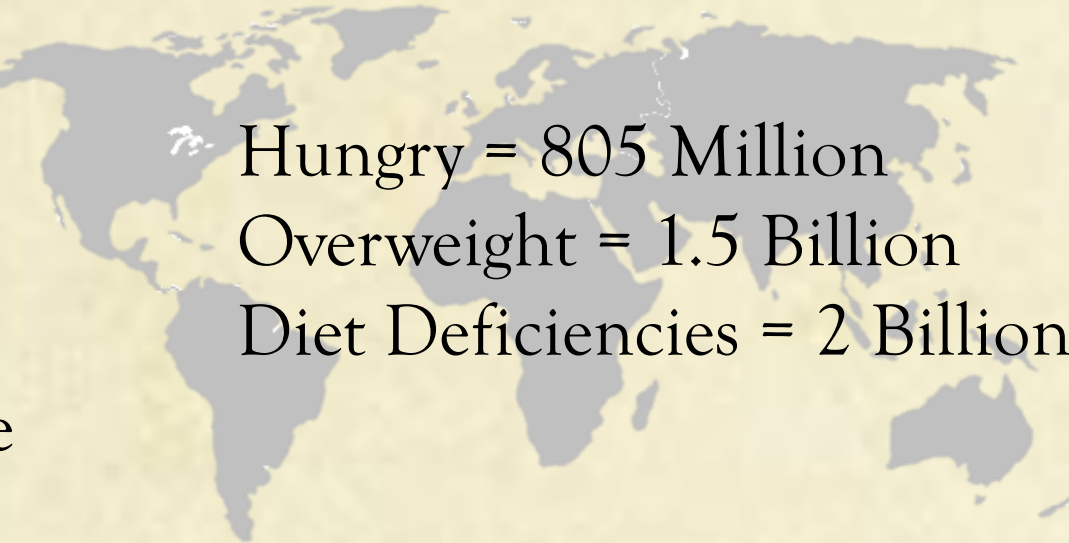 Hungry = 805 Million
Overweight = 1.5 Billion
Diet Deficiencies = 2 Billion
e